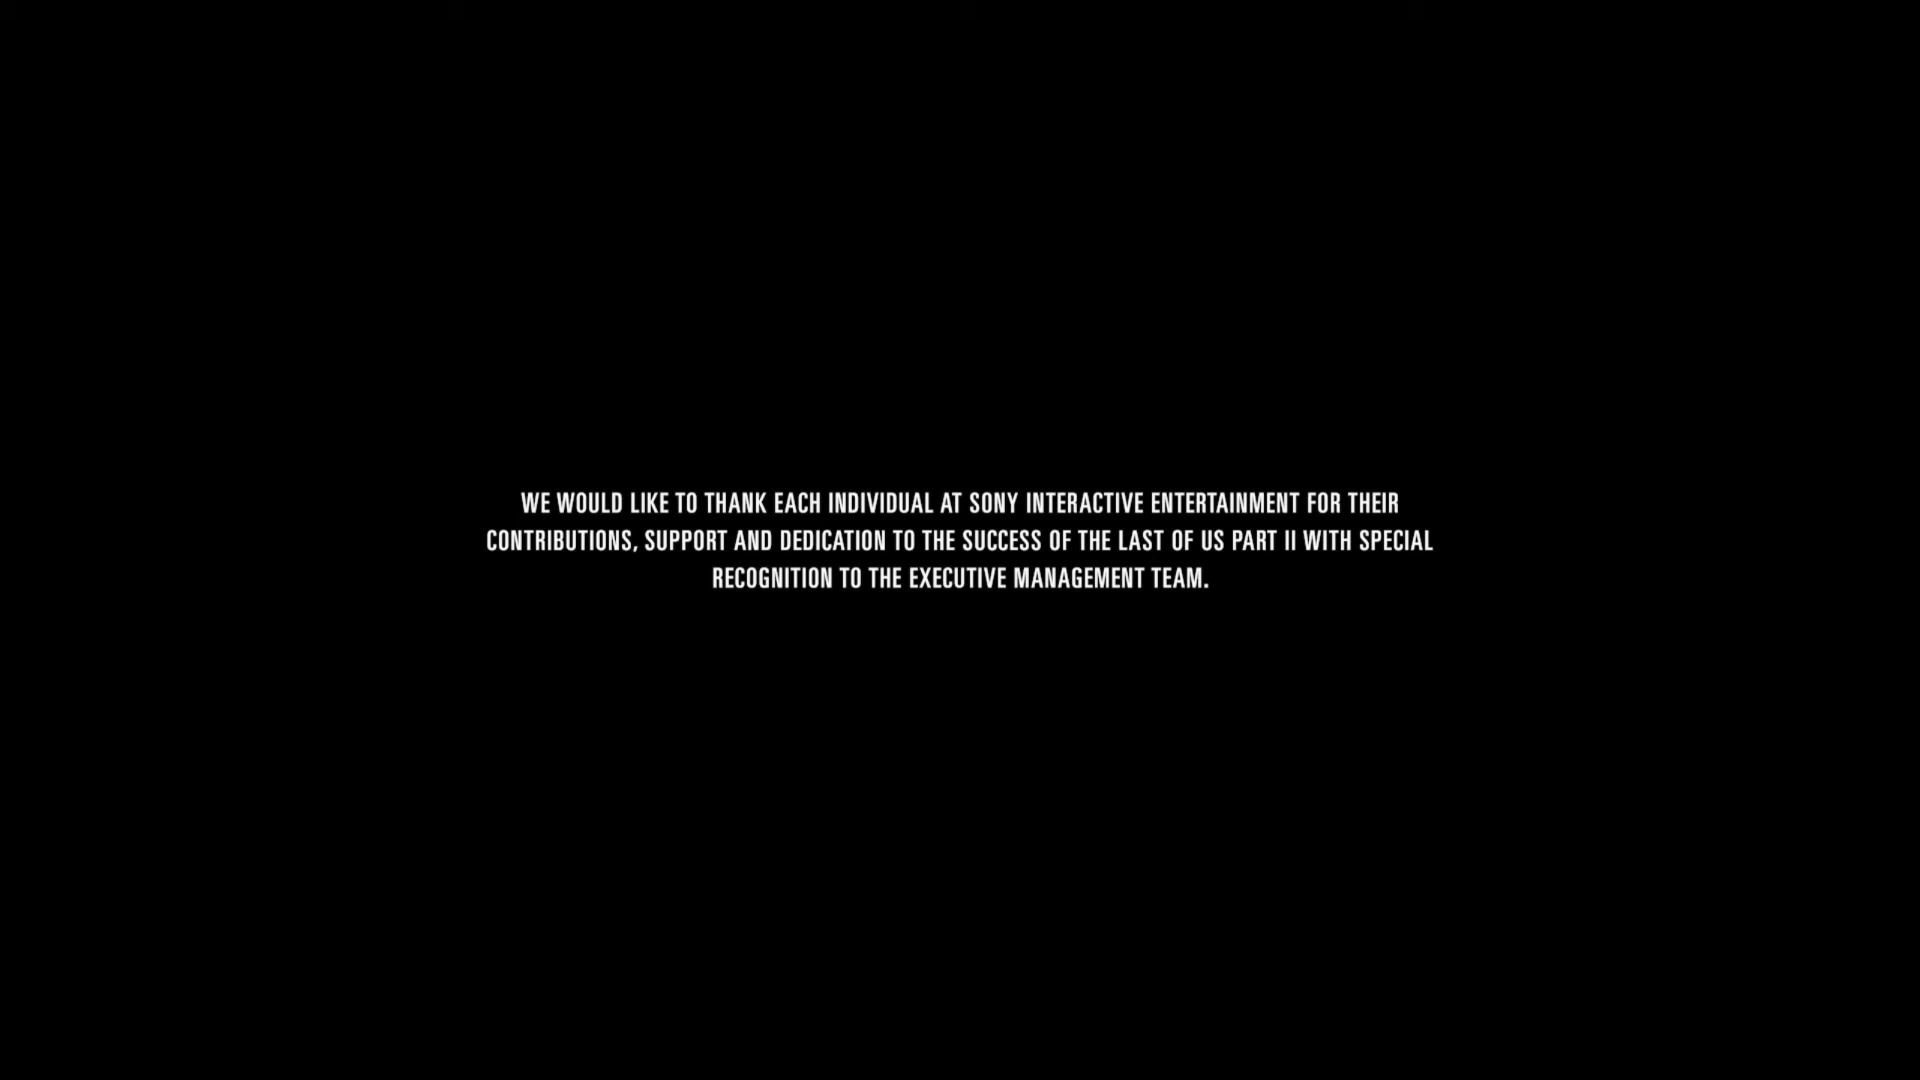 WE WOULD LIKE TO THANK EACH INDIVIDUAL AT SONY INTERACTIVE ENTERTAINMENT FOR THEIR
CONTRIBUTIONS, SUPPORT AND DEDICATION TO THE SUCCESS OF THE LAST OF US PART II WITH SPECIAL
RECOGNITION TO THE EXECUTIVE MANAGEMENT TEAM.